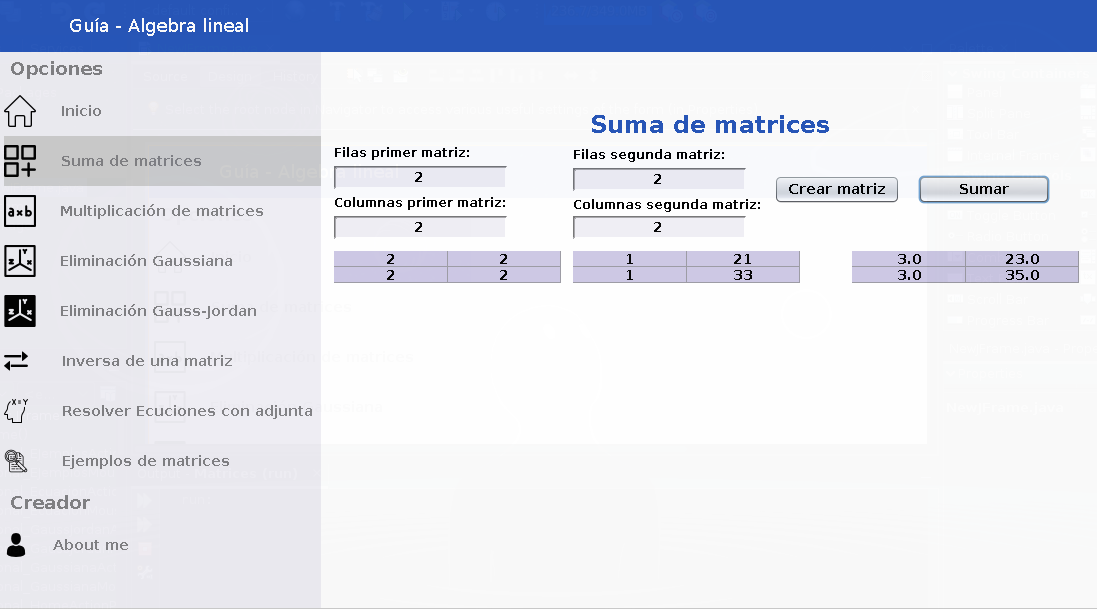 Guía - Algebra lineal
Opciones
Inicio
Suma de matrices
Multiplicación de matrices
Eliminación Gaussiana
Eliminación Gauss-Jordan
Inversa de una matriz
Resolver Ecuciones con adjunta
Ejemplos de matrices
Creador
About me
Suma de matrices
Filas primer matriz:
2
Columnas primer matriz:
2
Filas segunda matriz:
2
Columnas segunda matriz:
2
Crear matriz
Sumar
2 2
2 2
1 21
1 33
3.0 23.0
3.0 35.0